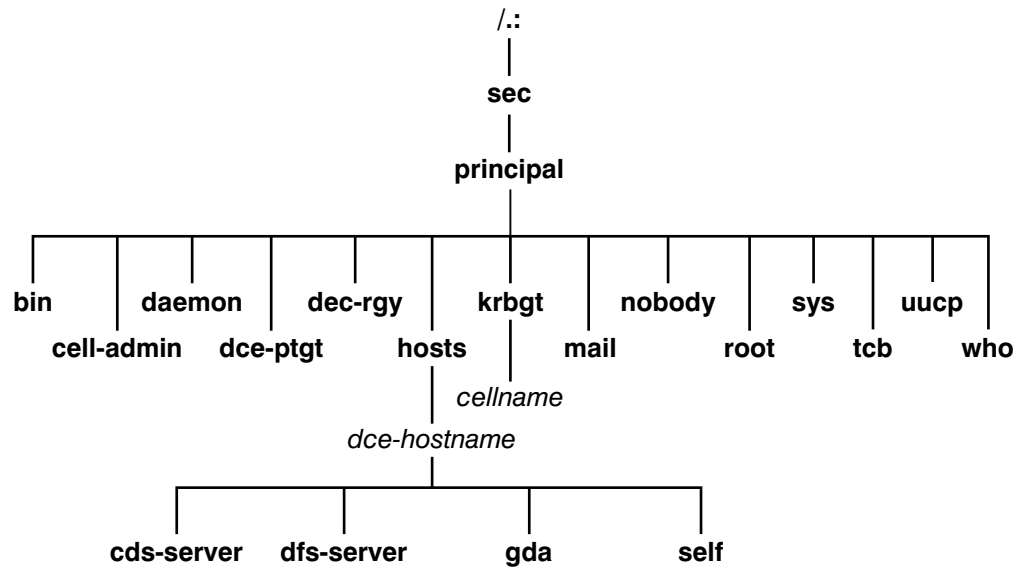 /.:
sec
principal
bin daemon dec-rgy krbgt nobody sys uucp
cell-admin dce-ptgt hosts mail root tcb who
cellname
dce-hostname
cds-server dfs-server gda self